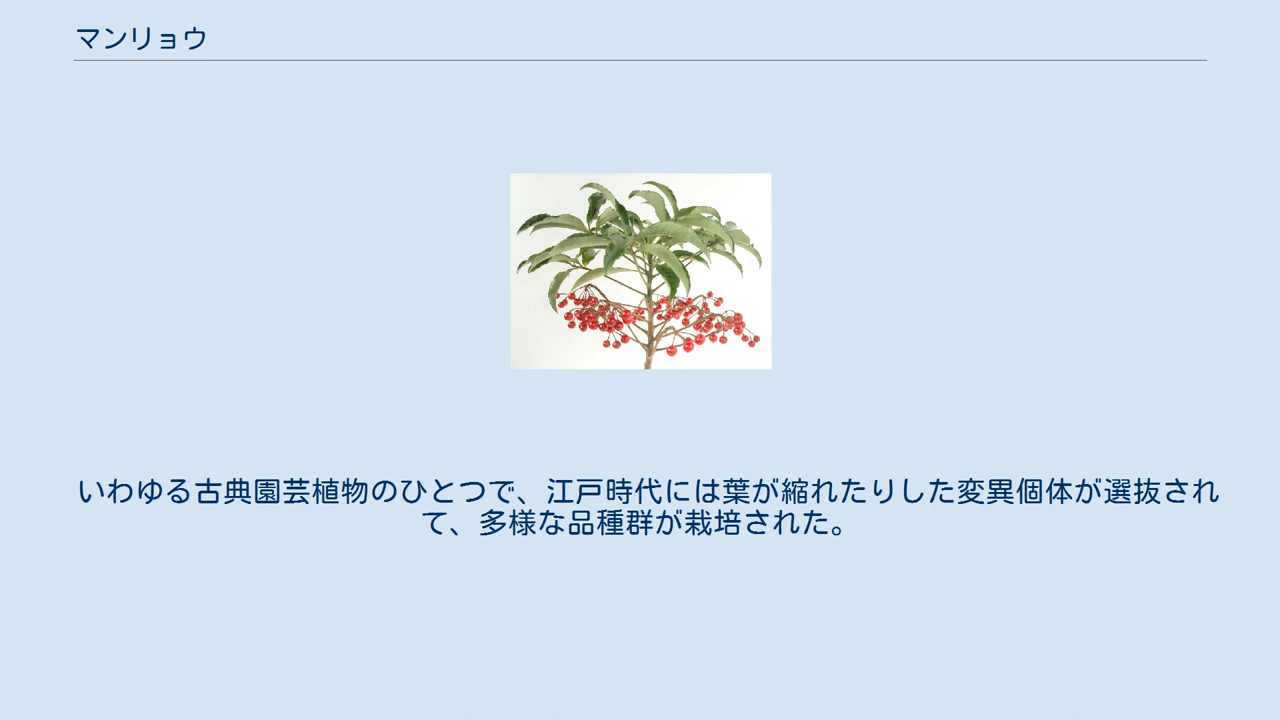 マンリョウ
いわゆる古典園芸植物のひとつで、江戸時代には葉が縮れたりした変異個体が選抜され
て、多様な品種群が栽培された。